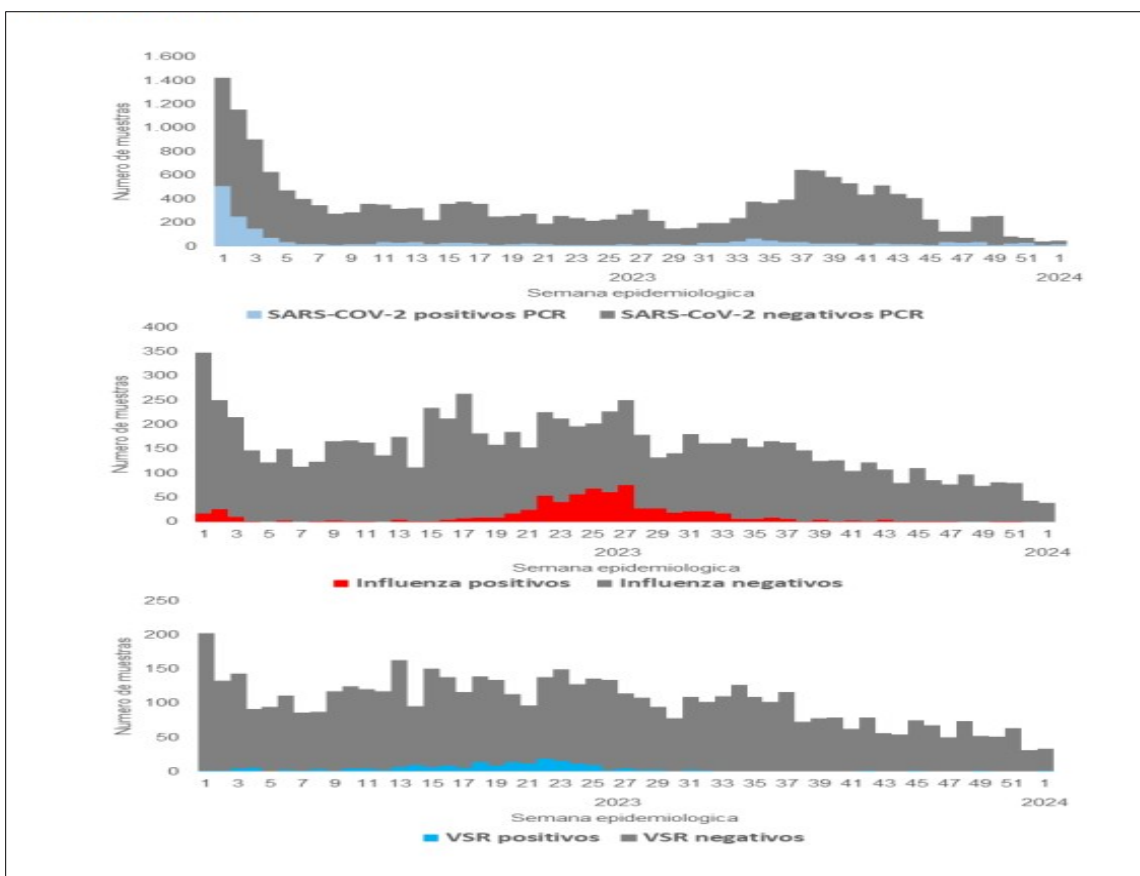 1.600
1.400
1.200
1.000
800
600
400
200
0
Numero de muestras
1 3 5 7 9 11 13 15 17 19 21 23 25 27 29 31 33 35 37 39 41 43 45 47 49 51 1
2023 2024
Semana epidemiologica
SARS-COV-2 positivos PCR SARS-CoV-2 negativos PCR
400
350
300
250
200
150
100
50
0
Numero de muestras
1 3 5 7 9 11 13 15 17 19 21 23 25 27 29 31 33 35 37 39 41 43 45 47 49 51 1
2023 2024
Semana epidemiologica
Influenza positivos Influenza negativos
250
200
150
100
50
0
Numero de muestras
1 3 5 7 9 11 13 15 17 19 21 23 25 27 29 31 33 35 37 39 41 43 45 47 49 51 1
2023 2024
Semana epidemiologica
VSR positivos VSR negativos